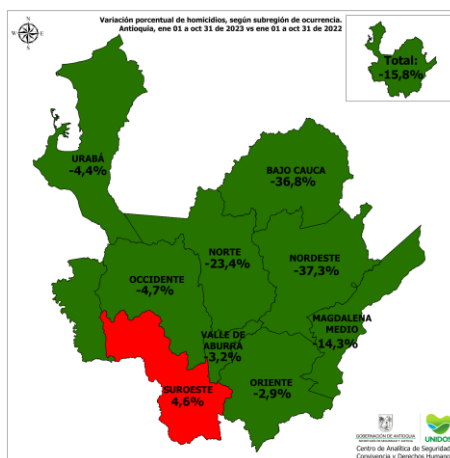 Variación porcentual de homicidios, según subregión de ocurrencia.
Antioquia, ene 01 a oct 31 de 2023 vs ene 01 a oct 31 de 2022
Total:
-15,8%
URABÁ
-4,4%
BAJO CAUCA
-36,8%
NORTE
-23,4%
NORDESTE
-37,3%
OCCIDENTE
-4,7%
MAGDALENA
MEDIO
-14,3%
VALLE DE
ABURRÁ
-3,2%
SUROESTE
4,6%
ORIENTE
-2,9%
GOBERNACIÓN DE ANTIOQUIA
UNIDOS
Centro de Analítica de Seguridad,
Convivencia y Derechos Humanos